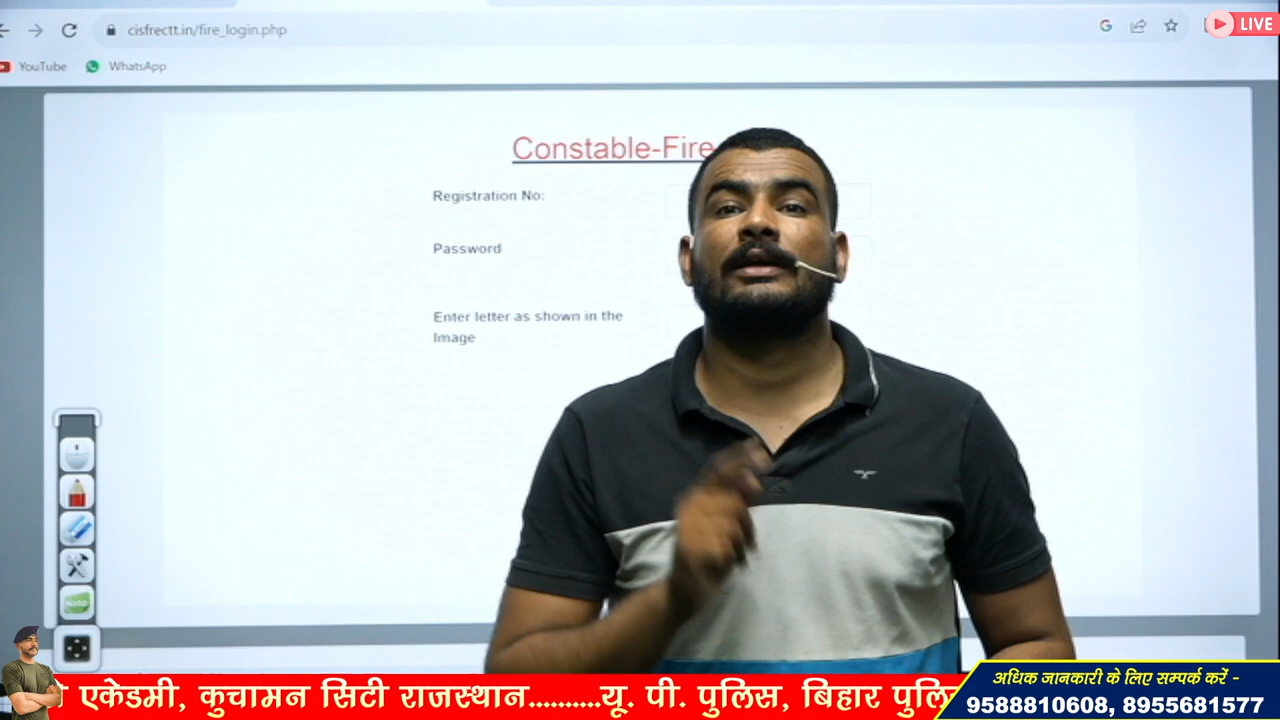 cisfrectt.in/fire_login.php
LIVE
YouTube
WhatsApp
Constable-Fire
Registration No:
Password
Enter letter as shown in the
Image
Note
एकेडमी, कुचामन सिटी राजस्थान..........यू. पी. पुलिस, बिहार
अधिक जानकारी के लिए सम्पर्क करें -
9588810608, 8955681577